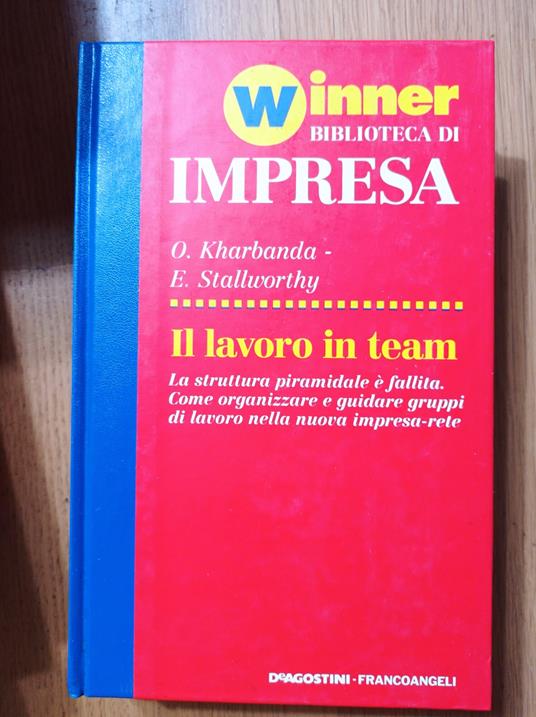 Winner
BIBLIOTECA DI
IMPRESA
O. Kharbanda -
E. Stallworthy
Il lavoro in team
La struttura piramidale è fallita.
Come organizzare e guidare gruppi
di lavoro nella nuova impresa-rete
DEAGOSTINI - FRANCOANGELI